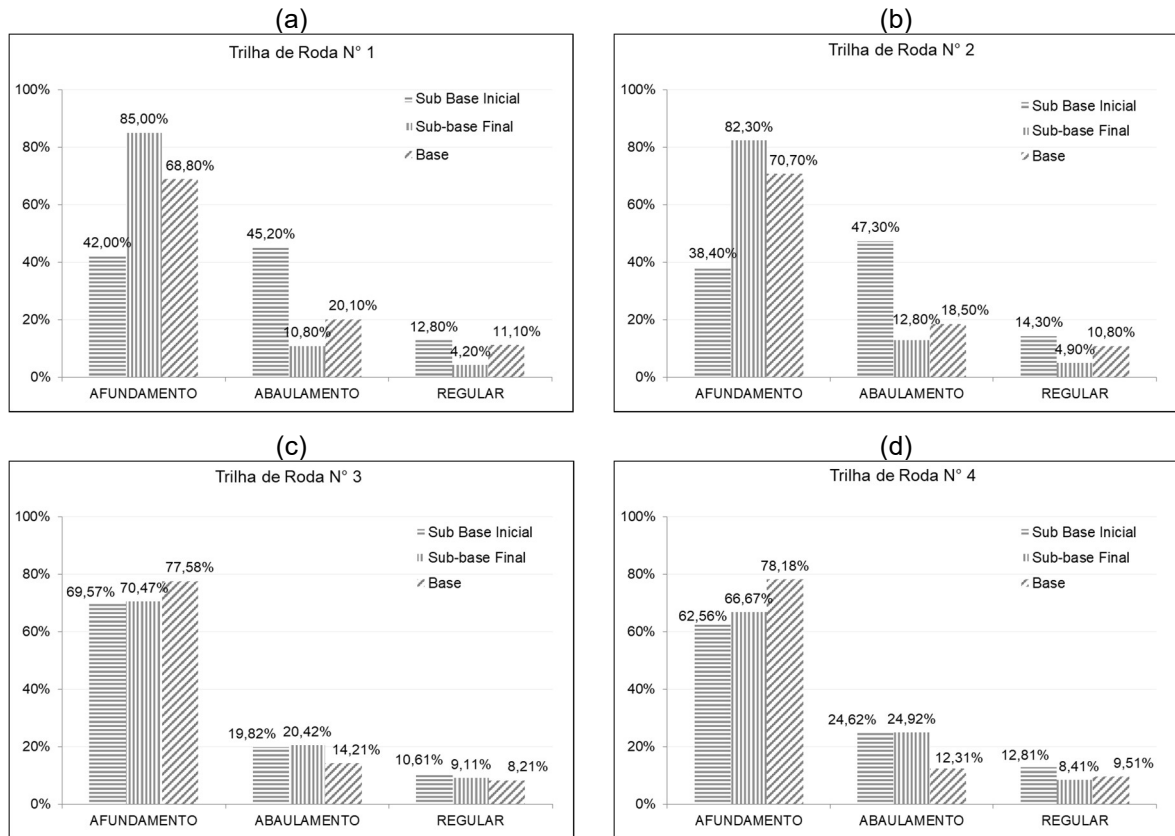 (a)
Trilha de Roda N° 1
100%
80%
60%
40%
20%
0%
Sub Base Inicial
Sub-base Final
Base
42,00%
85,00%
68,80%
45,20%
10,80%
20,10%
12,80%
4,20%
11,10%
AFUNDAMENTO
ABAULAMENTO
REGULAR
(b)
Trilha de Roda N° 2
100%
80%
60%
40%
20%
0%
Sub Base Inicial
Sub-base Final
Base
38,40%
82,30%
70,70%
47,30%
12,80%
18,50%
14,30%
4,90%
10,80%
AFUNDAMENTO
ABAULAMENTO
REGULAR
(c)
Trilha de Roda N° 3
100%
80%
60%
40%
20%
0%
Sub Base Inicial
Sub-base Final
Base
69,57%
70,47%
77,58%
19,82%
20,42%
14,21%
10,61%
9,11%
8,21%
AFUNDAMENTO
ABAULAMENTO
REGULAR
(d)
Trilha de Roda N° 4
100%
80%
60%
40%
20%
0%
Sub Base Inicial
Sub-base Final
Base
62,56%
66,67%
78,18%
24,62%
24,92%
12,31%
12,81%
8,41%
9,51%
AFUNDAMENTO
ABAULAMENTO
REGULAR